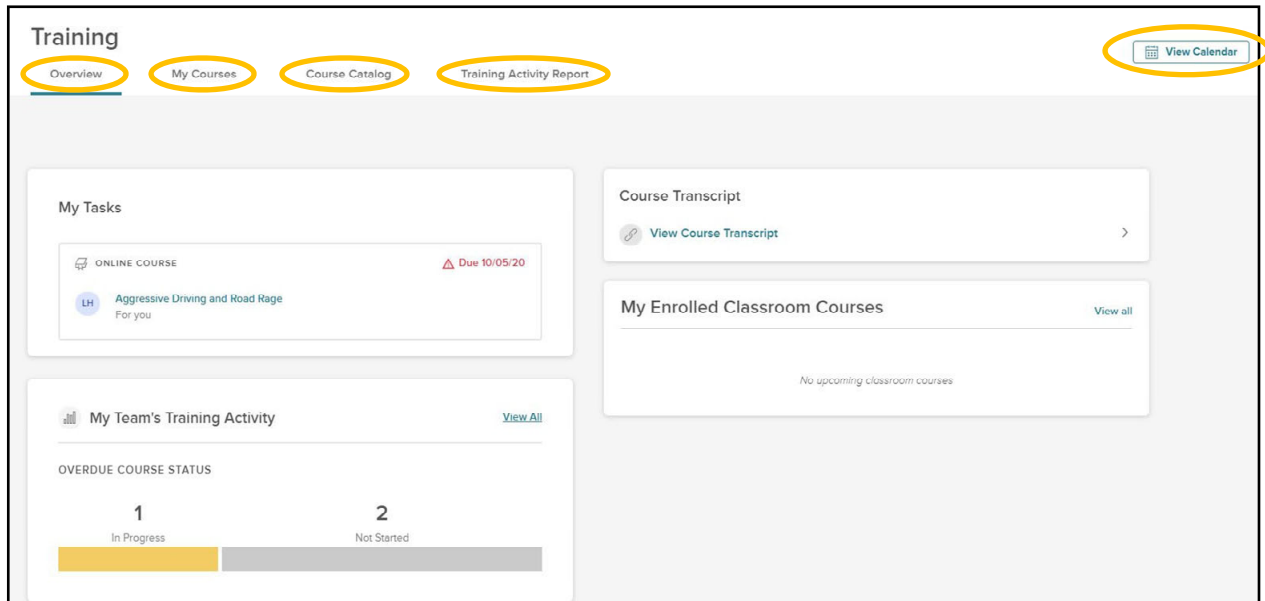 Training
View Calendar
Overview My Courses Course Catalog Training Activity Report
My Tasks
ONLINE COURSE Due 10/05/20
LH Aggressive Driving and Road Rage
For you
My Team's Training Activity View All
OVERDUE COURSE STATUS
1 2
In Progress Not Started
Course Transcript
View Course Transcript
My Enrolled Classroom Courses View all
No upcoming classroom courses